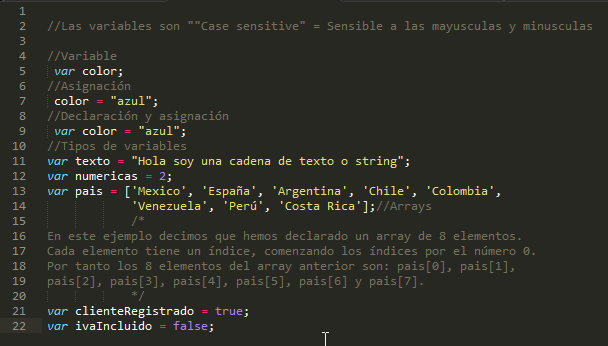 1
2 //Las variables son ""Case sensitive" = Sensible a las mayusculas y minusculas
3
4 //Variable
5 var color;
6 //Asignación
7 color = "azul";
8 //Declaración y asignación
9 var color = "azul";
10 //Tipos de variables
11 var texto = "Hola soy una cadena de texto o string";
12 var numericas = 2;
13 var pais = ['Mexico', 'España', 'Argentina', 'Chile', 'Colombia',
14 'Venezuela', 'Perú', 'Costa Rica'];//Arrays
15 /*
16 En este ejemplo decimos que hemos declarado un array de 8 elementos.
17 Cada elemento tiene un índice, comenzando los índices por el número 0.
18 Por tanto los 8 elementos del array anterior son: pais[0], pais[1],
19 pais[2], pais[3], pais[4], pais[5], pais[6] y pais[7].
20 */
21 var clienteRegistrado = true;
22 var ivaIncluido = false;